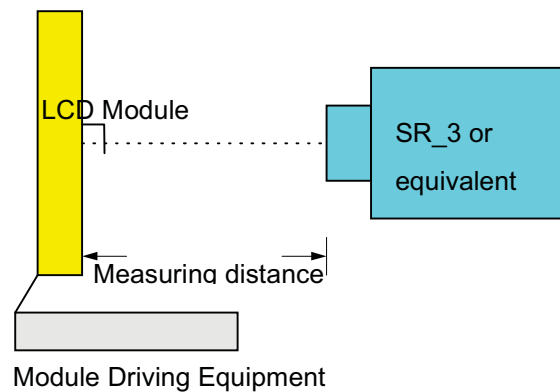 LCD Module
SR_3 or
equivalent
Measuring distance
Module Driving Equipment